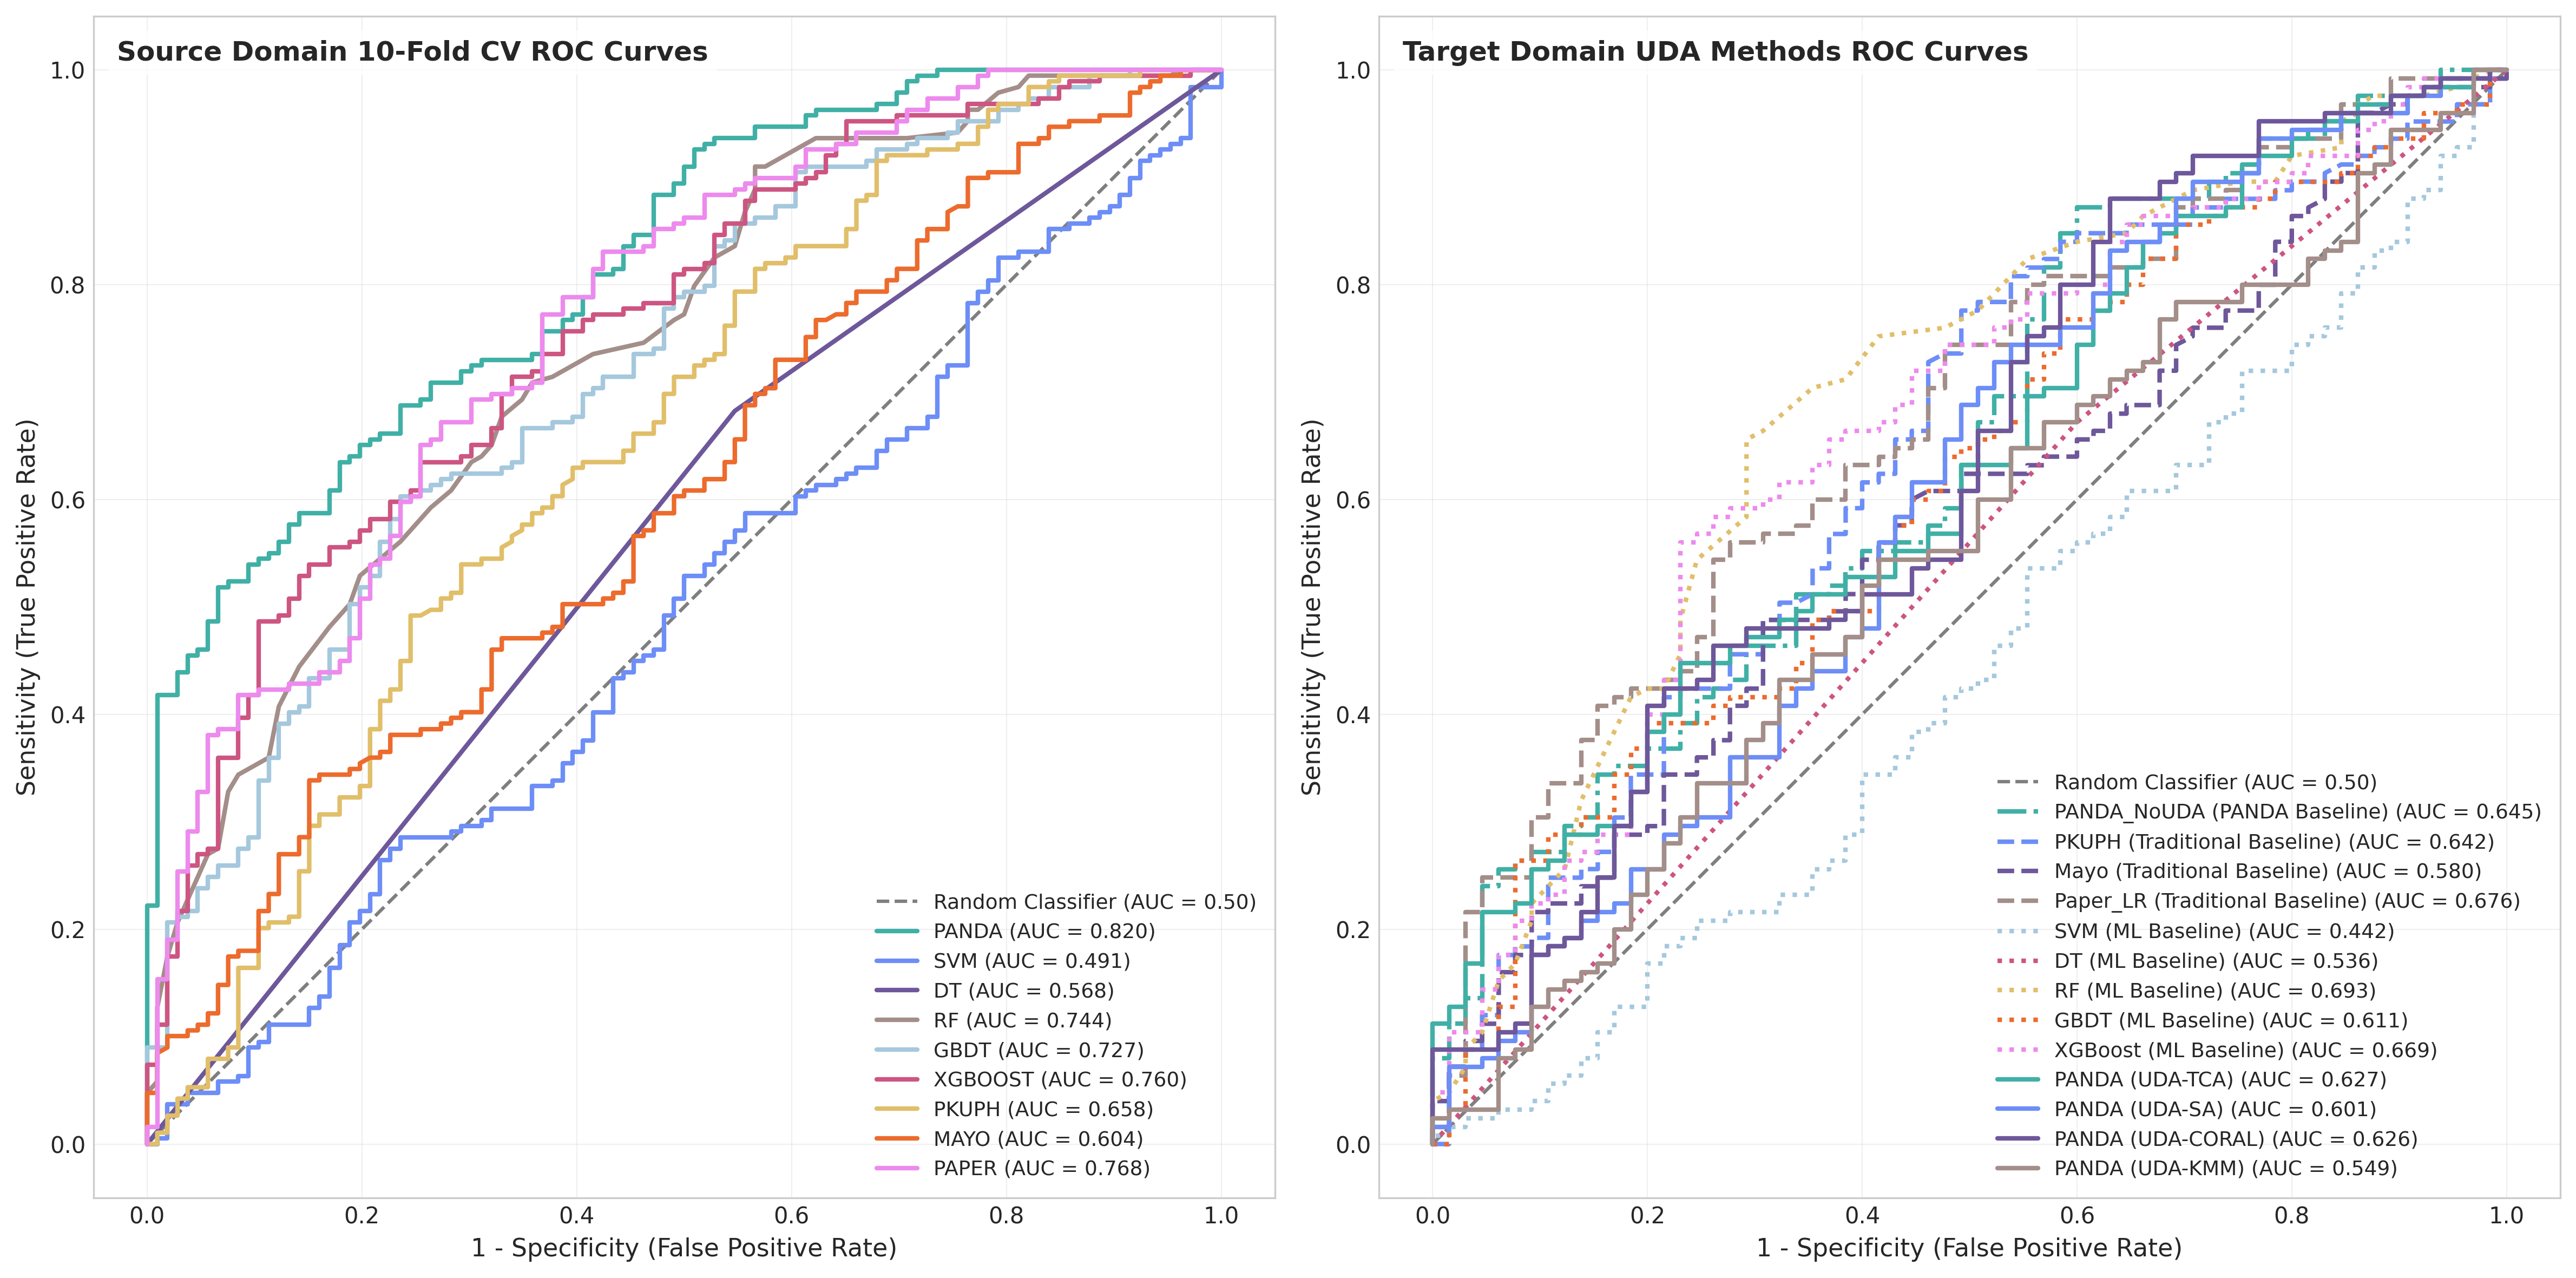 Source Domain 10-Fold CV ROC Curves
Sensitivity (True Positive Rate)
1.0
0.8
0.6
0.4
0.2
0.0
Random Classifier (AUC = 0.50)
PANDA (AUC = 0.820)
SVM (AUC = 0.491)
DT (AUC = 0.568)
RF (AUC = 0.744)
GBDT (AUC = 0.727)
XGBOOST (AUC = 0.760)
PKUPH (AUC = 0.658)
MAYO (AUC = 0.604)
PAPER (AUC = 0.768)
0.0 0.2 0.4 0.6 0.8 1.0
1 - Specificity (False Positive Rate)
Target Domain UDA Methods ROC Curves
Sensitivity (True Positive Rate)
1.0
0.8
0.6
0.4
0.2
0.0
Random Classifier (AUC = 0.50)
PANDA_NoUDA (PANDA Baseline) (AUC = 0.645)
PKUPH (Traditional Baseline) (AUC = 0.642)
Mayo (Traditional Baseline) (AUC = 0.580)
Paper_LR (Traditional Baseline) (AUC = 0.676)
SVM (ML Baseline) (AUC = 0.442)
DT (ML Baseline) (AUC = 0.536)
RF (ML Baseline) (AUC = 0.693)
GBDT (ML Baseline) (AUC = 0.611)
XGBoost (ML Baseline) (AUC = 0.669)
PANDA (UDA-TCA) (AUC = 0.627)
PANDA (UDA-SA) (AUC = 0.601)
PANDA (UDA-CORAL) (AUC = 0.626)
PANDA (UDA-KMM) (AUC = 0.549)
0.0 0.2 0.4 0.6 0.8 1.0
1 - Specificity (False Positive Rate)